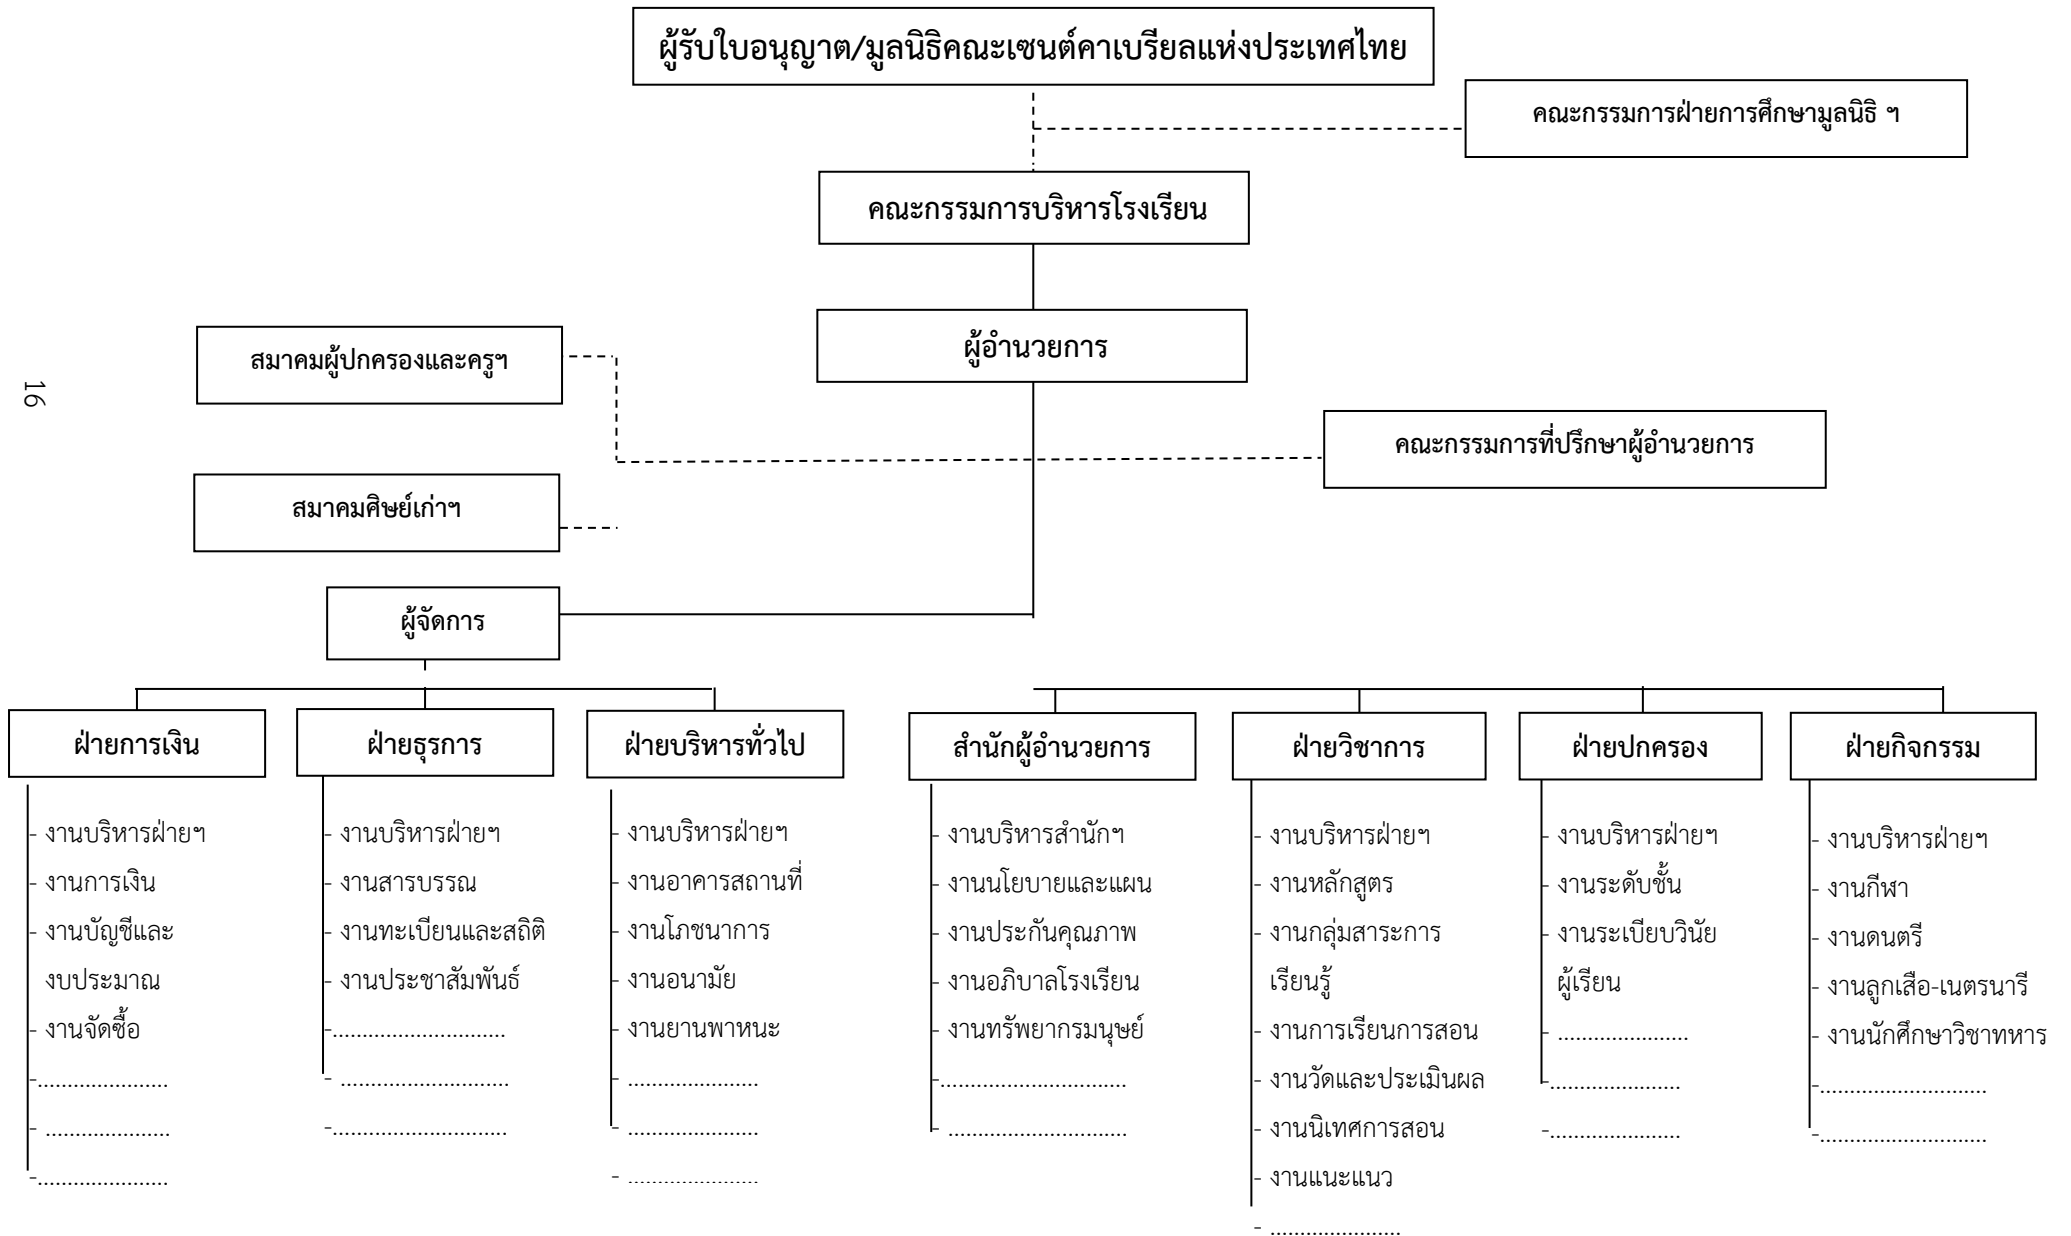 ผู้รับใบอนุญาต/มูลนิธิคณะเซนต์คาเบรียลแห่งประเทศไทย
คณะกรรมการฝ่ายการศึกษามูลนิธิ ฯ
คณะกรรมการบริหารโรงเรียน
ผู้อำนวยการ
สมาคมผู้ปกครองและครูฯ
16
คณะกรรมการที่ปรึกษาผู้อำนวยการ
สมาคมศิษย์เก่าฯ
ผู้จัดการ
ฝ่ายการเงิน
- งานบริหารฝ่ายฯ
- งานการเงิน
- งานบัญชีและ
งบประมาณ
- งานจัดซื้อ
-......................
- .....................
-......................
ฝ่ายธุรการ
- งานบริหารฝ่ายฯ
- งานสารบรรณ
- งานทะเบียนและสถิติ
- งานประชาสัมพันธ์
-.............................
- ............................
-.............................
ฝ่ายบริหารทั่วไป
- งานบริหารฝ่ายฯ
- งานอาคารสถานที่
- งานโภชนาการ
- งานอนามัย
- งานยานพาหนะ
- ......................
- ......................
- ......................
สำนักผู้อำนวยการ
- งานบริหารสำนักฯ
- งานนโยบายและแผน
- งานประกันคุณภาพ
- งานอภิบาลโรงเรียน
- งานทรัพยากรมนุษย์
-...............................
- ..............................
ฝ่ายวิชาการ
- งานบริหารฝ่ายฯ
- งานหลักสูตร
- งานกลุ่มสาระการ
เรียนรู้
- งานการเรียนการสอน
- งานวัดและประเมินผล
- งานนิเทศการสอน
- งานแนะแนว
- ......................
ฝ่ายปกครอง
- งานบริหารฝ่ายฯ
- งานระดับชั้น
- งานระเบียบวินัย
ผู้เรียน
- ......................
-......................
-......................
ฝ่ายกิจกรรม
- งานบริหารฝ่ายฯ
- งานกีฬา
- งานดนตรี
- งานลูกเสือ-เนตรนารี
- งานนักศึกษาวิชาทหาร
-............................
-............................